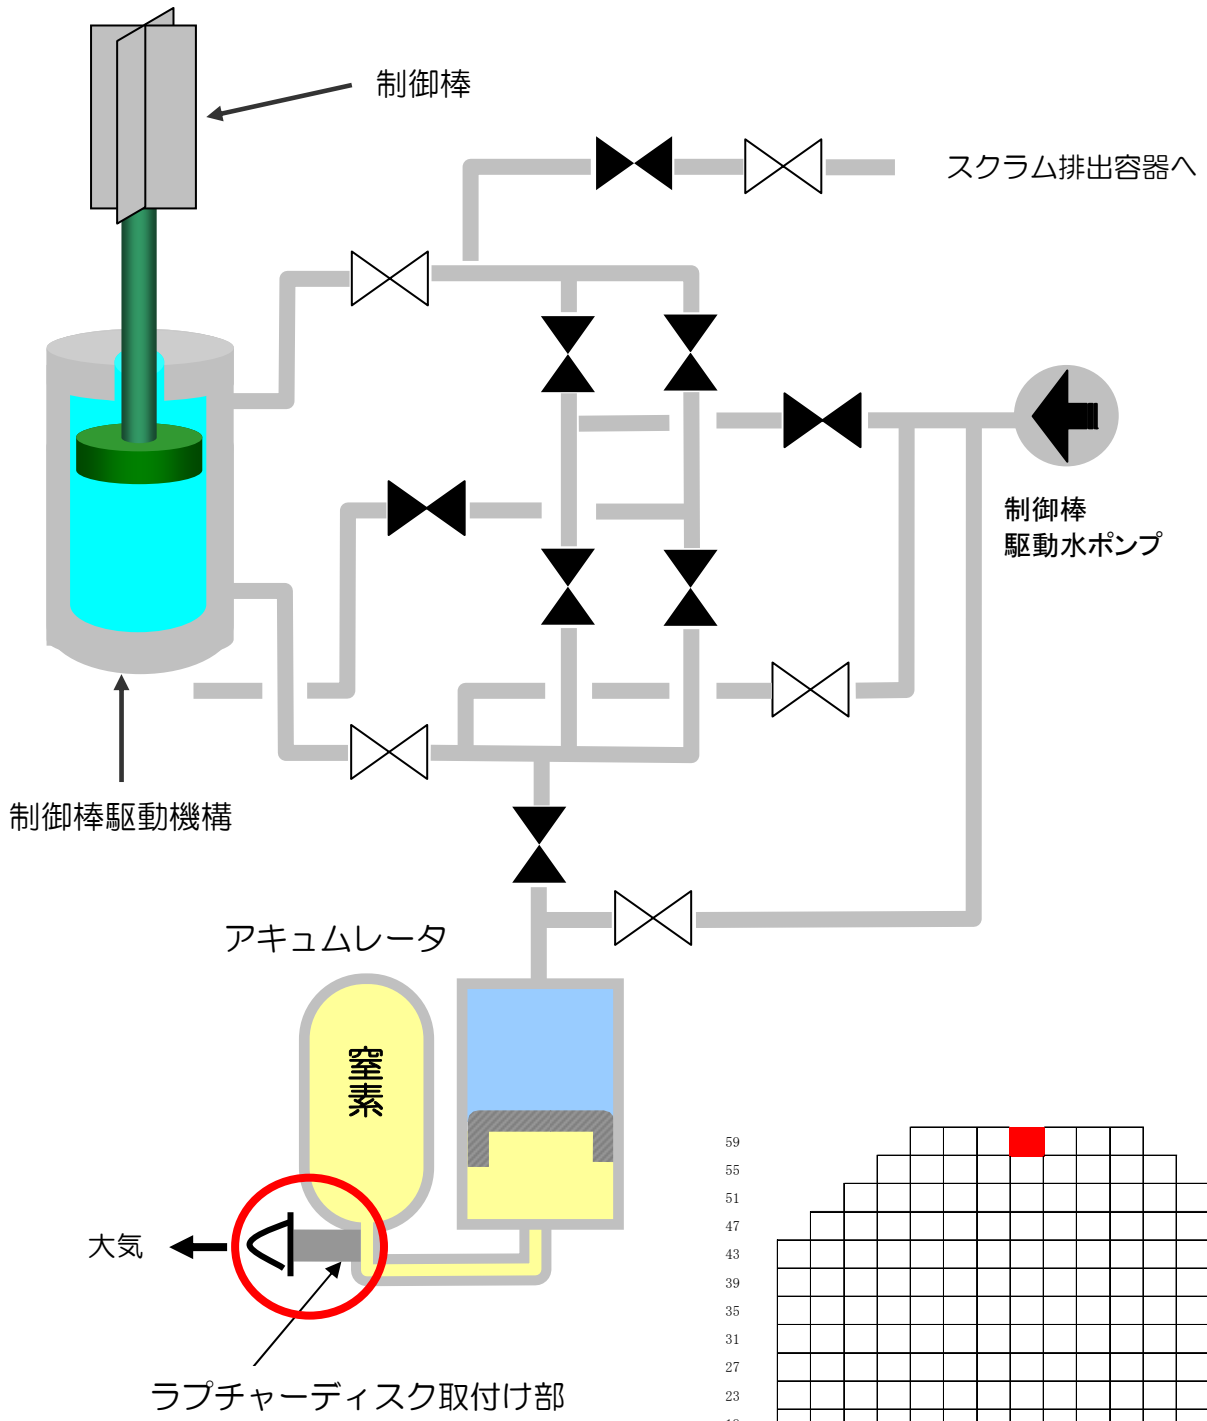 制御棒
スクラム排出容器へ
制御棒
駆動水ポンプ
制御棒駆動機構
アキュムレータ
窒素
大気
ラプチャーディスク取付け部
59
55
51
47
43
39
35
31
27
23